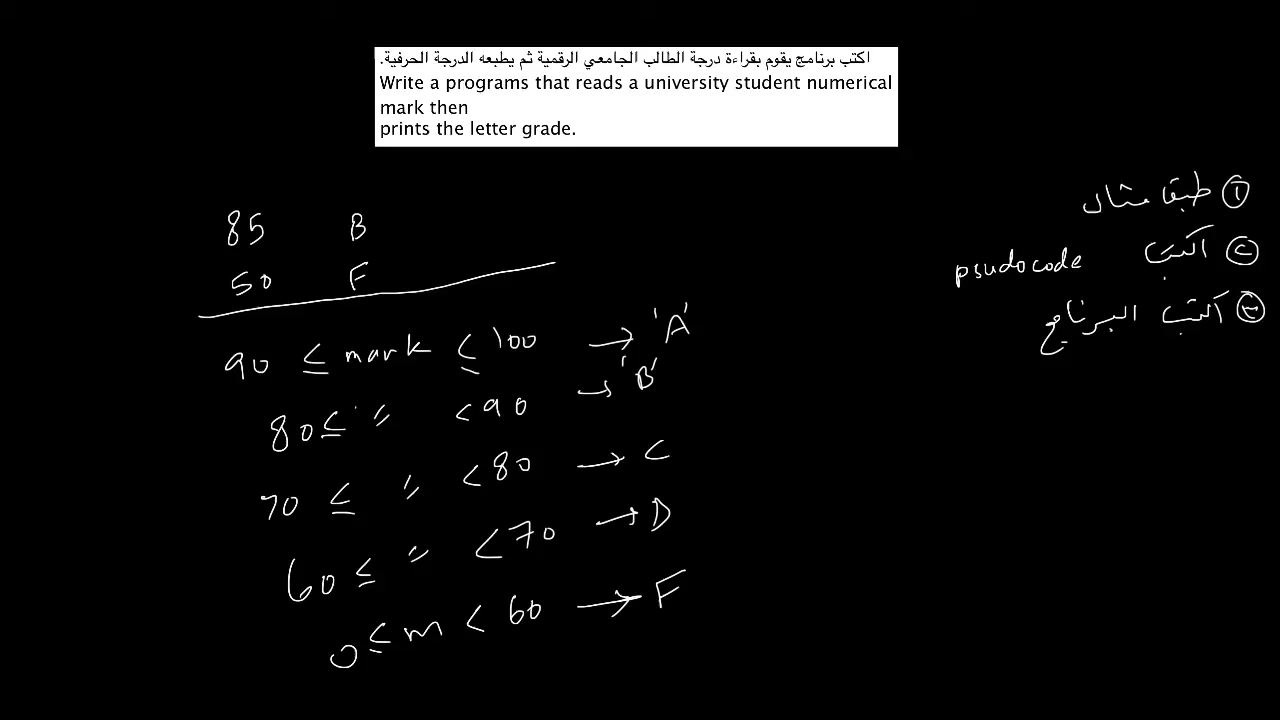 اكتب برنامج يقوم بقراءة درجة الطالب الجامعي الرقمية ثم يطبعه الدرجة الحرفية.
Write a programs that reads a university student numerical
mark then
prints the letter grade.
① طبقا مثال
② اكتب psudocode
③ اكتب البرنامج
85 B
50 F
90 ≤ mark ≤ 100 → 'A'
80 ≤ " < 90 → 'B'
70 ≤ " < 80 → C
60 ≤ " < 70 → D
0 ≤ m < 60 → F